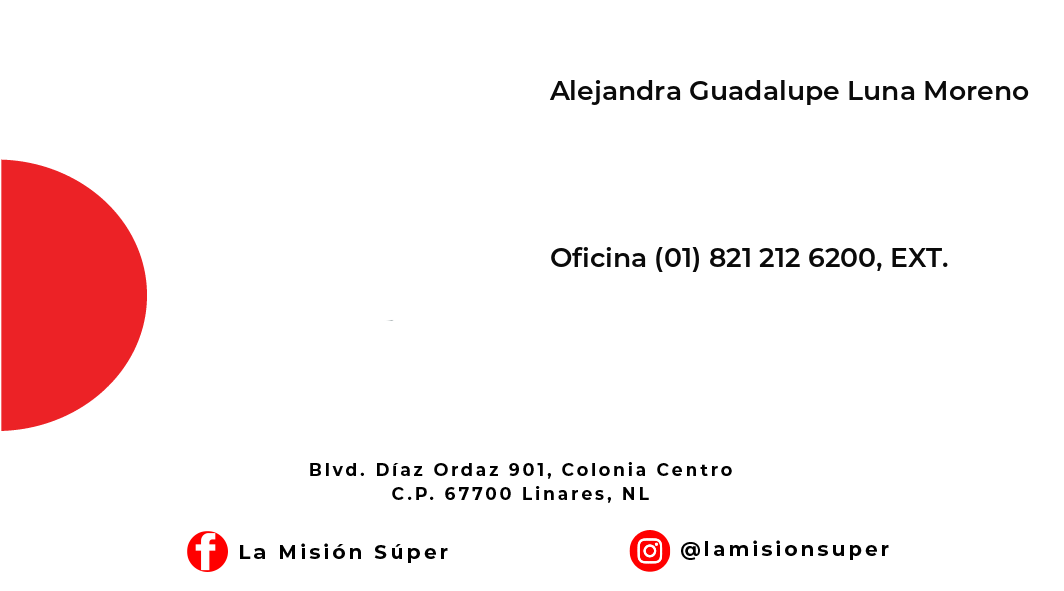 Alejandra Guadalupe Luna Moreno
Oficina (01) 821 212 6200, EXT.
Blvd. Díaz Ordaz 901, Colonia Centro
C.P. 67700 Linares, NL
La Misión Súper
@lamisionsuper